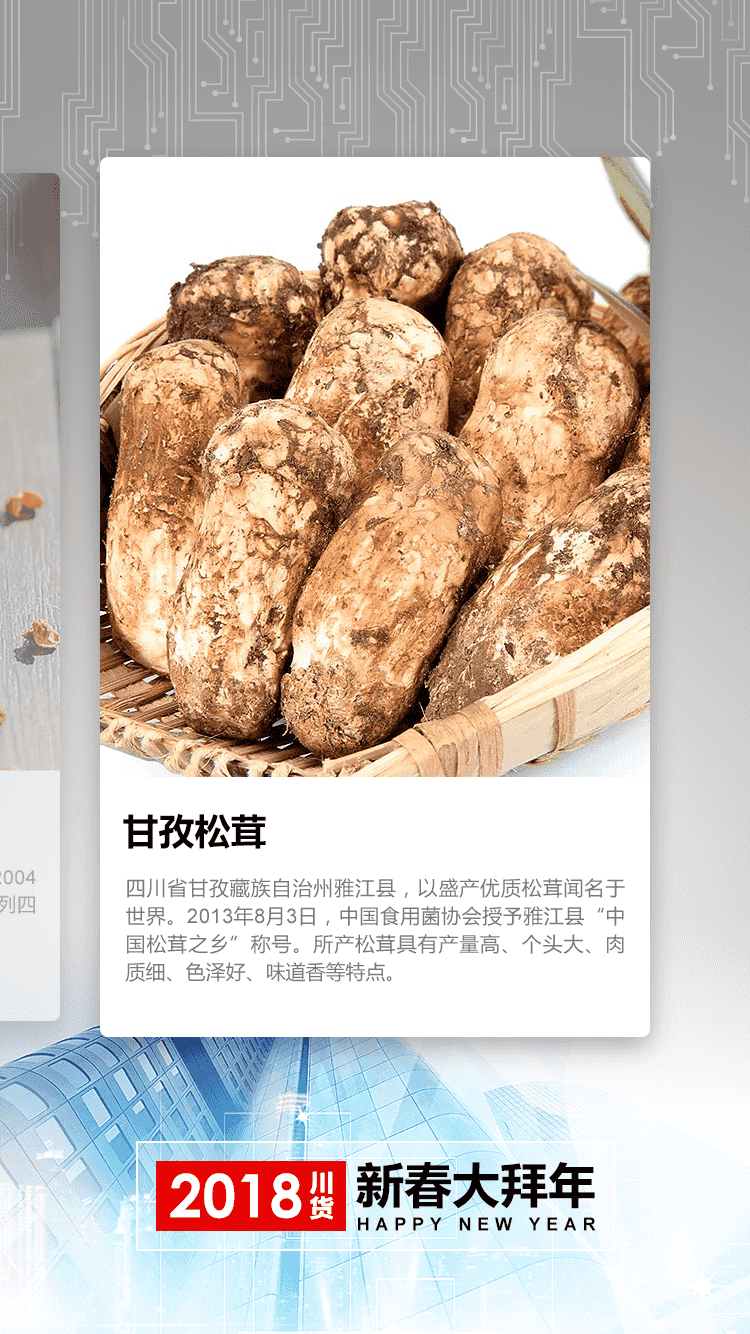 甘孜松茸
四川省甘孜藏族自治州雅江县，以盛产优质松茸闻名于
世界。2013年8月3日，中国食用菌协会授予雅江县“中
国松茸之乡”称号。所产松茸具有产量高、个头大、肉
质细、色泽好、味道香等特点。
2004
列四
2018川货 新春大拜年
HAPPY NEW YEAR